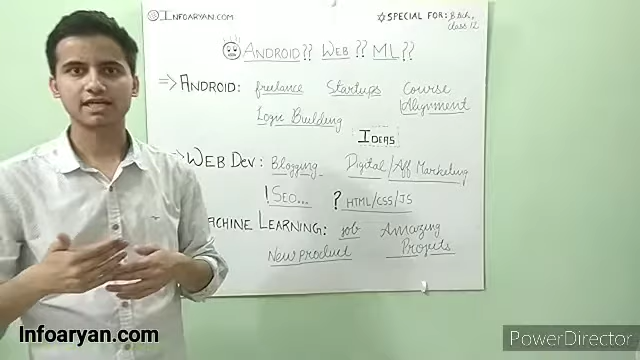 ©Infoaryan.com
☆SPECIAL FOR: B.tech, Class 12
ANDROID?? WEB?? ML??
⇒ANDROID: freelance Startups Course Alignment
Logic Building
IDEAS
WEB DEV: Blogging Digital/Aff Marketing
!SEO... ? HTML/CSS/JS
ACHINE LEARNING: job Amazing Projects
New product
Infoaryan.com
PowerDirector